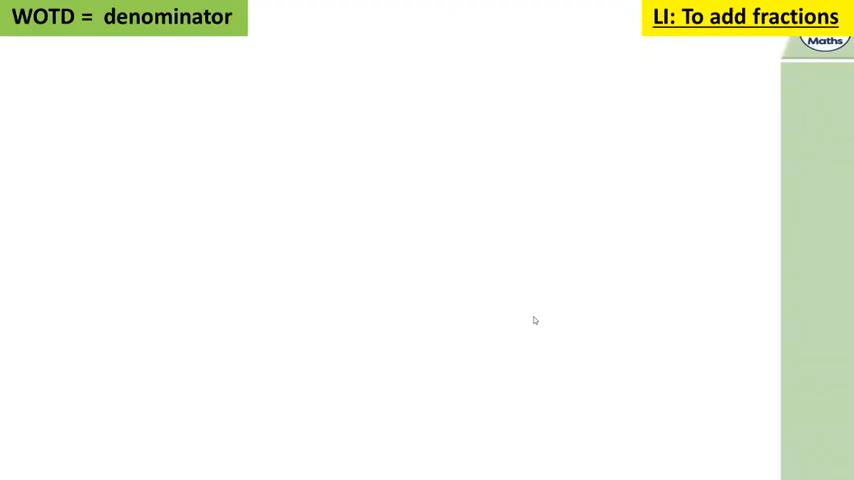 WOTD = denominator
LI: To add fractions
Maths